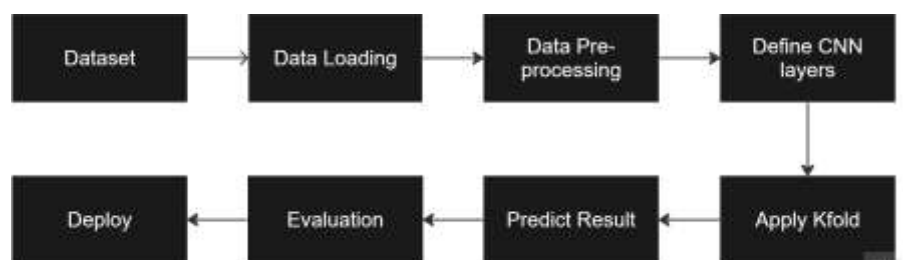 Dataset
Data Loading
Data Pre-
processing
Define CNN
layers
Deploy
Evaluation
Predict Result
Apply Kfold